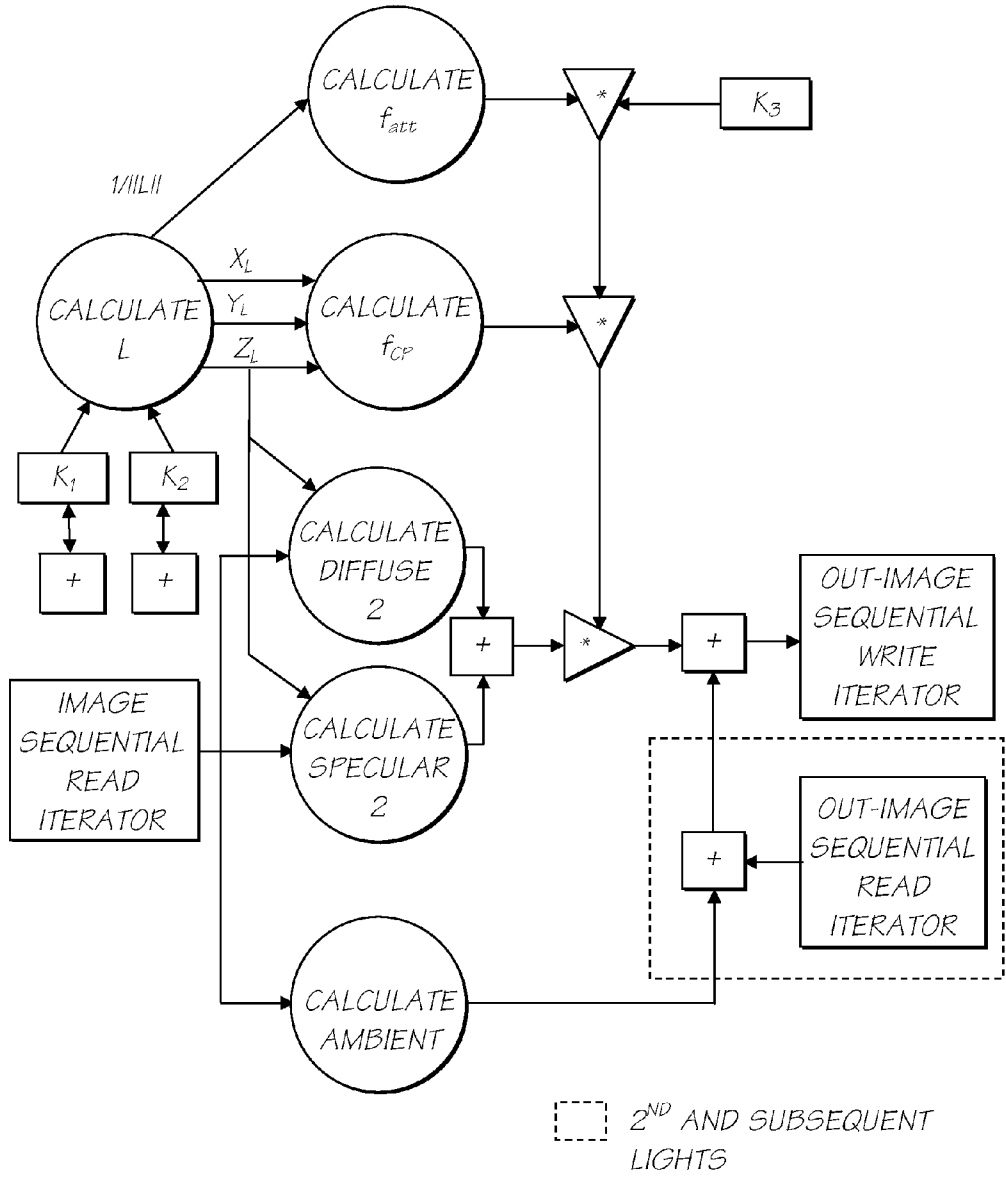 CALCULATE
f_att
*
K_3
1/||L||
CALCULATE
L
X_L
Y_L
Z_L
CALCULATE
f_CP
*
K_1
K_2
+
+
CALCULATE
DIFFUSE
2
+
*
+
OUT-IMAGE
SEQUENTIAL
WRITE
ITERATOR
IMAGE
SEQUENTIAL
READ
ITERATOR
CALCULATE
SPECULAR
2
+
OUT-IMAGE
SEQUENTIAL
READ
ITERATOR
CALCULATE
AMBIENT
2^ND AND SUBSEQUENT
LIGHTS